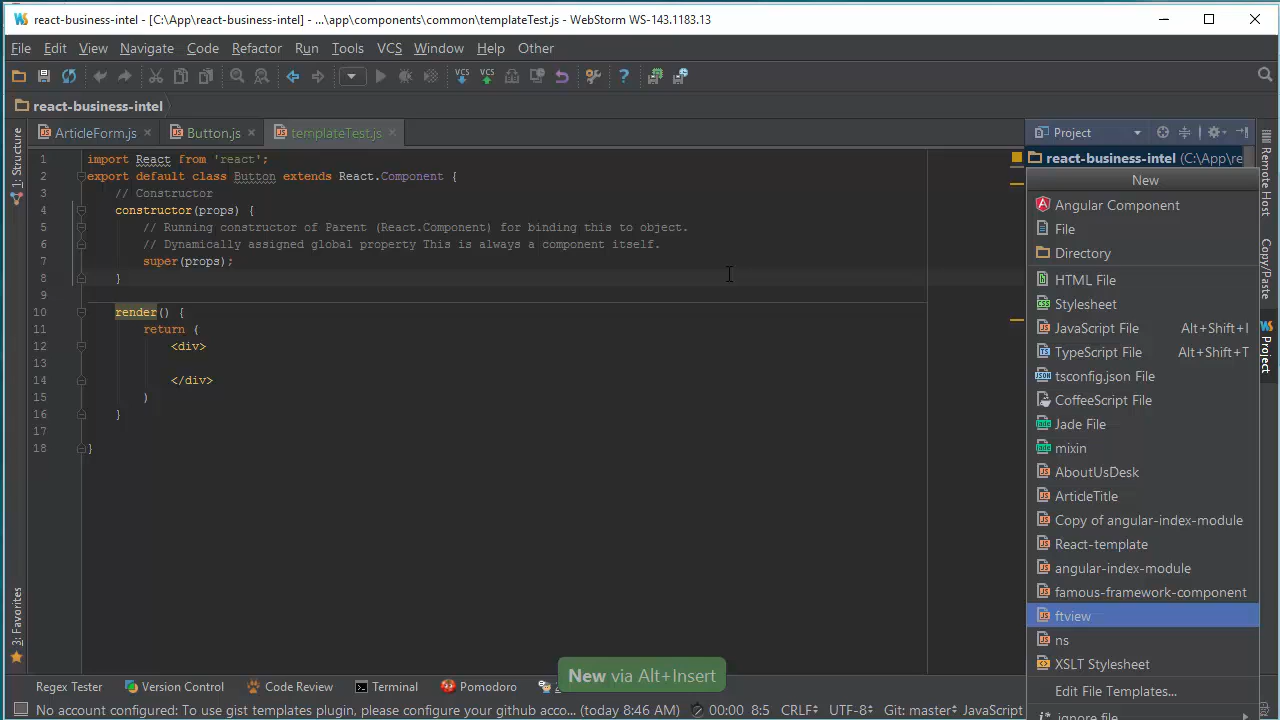 react-business-intel - [C:\App\react-business-intel] - ...\app\components\common\templateTest.js - WebStorm WS-143.1183.13
File Edit View Navigate Code Refactor Run Tools VCS Window Help Other
VCS VCS
react-business-intel
ArticleForm.js Button.js templateTest.js
Project
1: Structure
3: Favorites
1 import React from 'react';
2 export default class Button extends React.Component {
3 // Constructor
4 constructor(props) {
5 // Running constructor of Parent (React.Component) for binding this to object.
6 // Dynamically assigned global property This is always a component itself.
7 super(props);
8 }
9
10 render() {
11 return (
12 <div>
13
14 </div>
15 )
16 }
17
18 }
react-business-intel (C:\App\re
New
Angular Component
File
Directory
HTML File
Stylesheet
JavaScript File Alt+Shift+I
TypeScript File Alt+Shift+T
tsconfig.json File
CoffeeScript File
Jade File
mixin
AboutUsDesk
ArticleTitle
Copy of angular-index-module
React-template
angular-index-module
famous-framework-component
ftview
ns
XSLT Stylesheet
Edit File Templates...
.ignore file
Remote Host
Copy/Paste
Project
New via Alt+Insert
Regex Tester Version Control Code Review Terminal Pomodoro
No account configured: To use gist templates plugin, please configure your github acco... (today 8:46 AM) 00:00 8:5 CRLF UTF-8 Git: master JavaScript